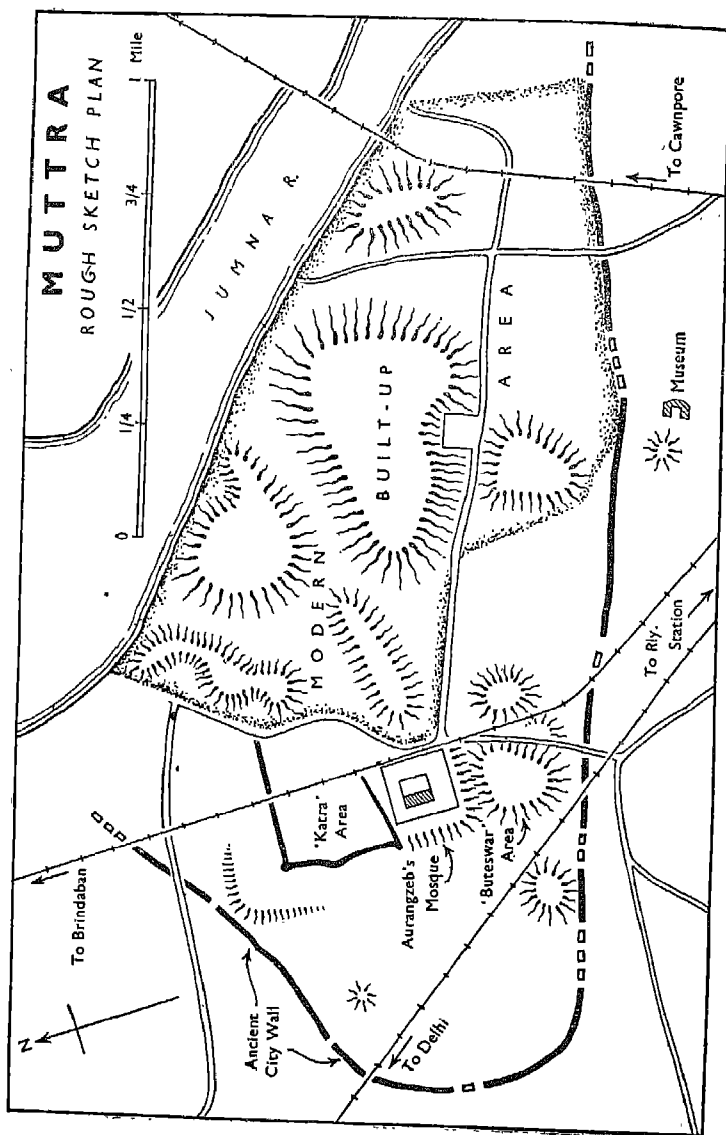 MUTTRA
ROUGH SKETCH PLAN
0 1/4 1/2 3/4 1 Mile
JUMNA R.
N
To Brindaban
Ancient
City Wall
'Katra'
Area
MODERN
BUILT-UP
AREA
Aurangzeb's
Mosque
'Buteswar'
Area
To Delhi
To Rly.
Station
Museum
To Cawnpore